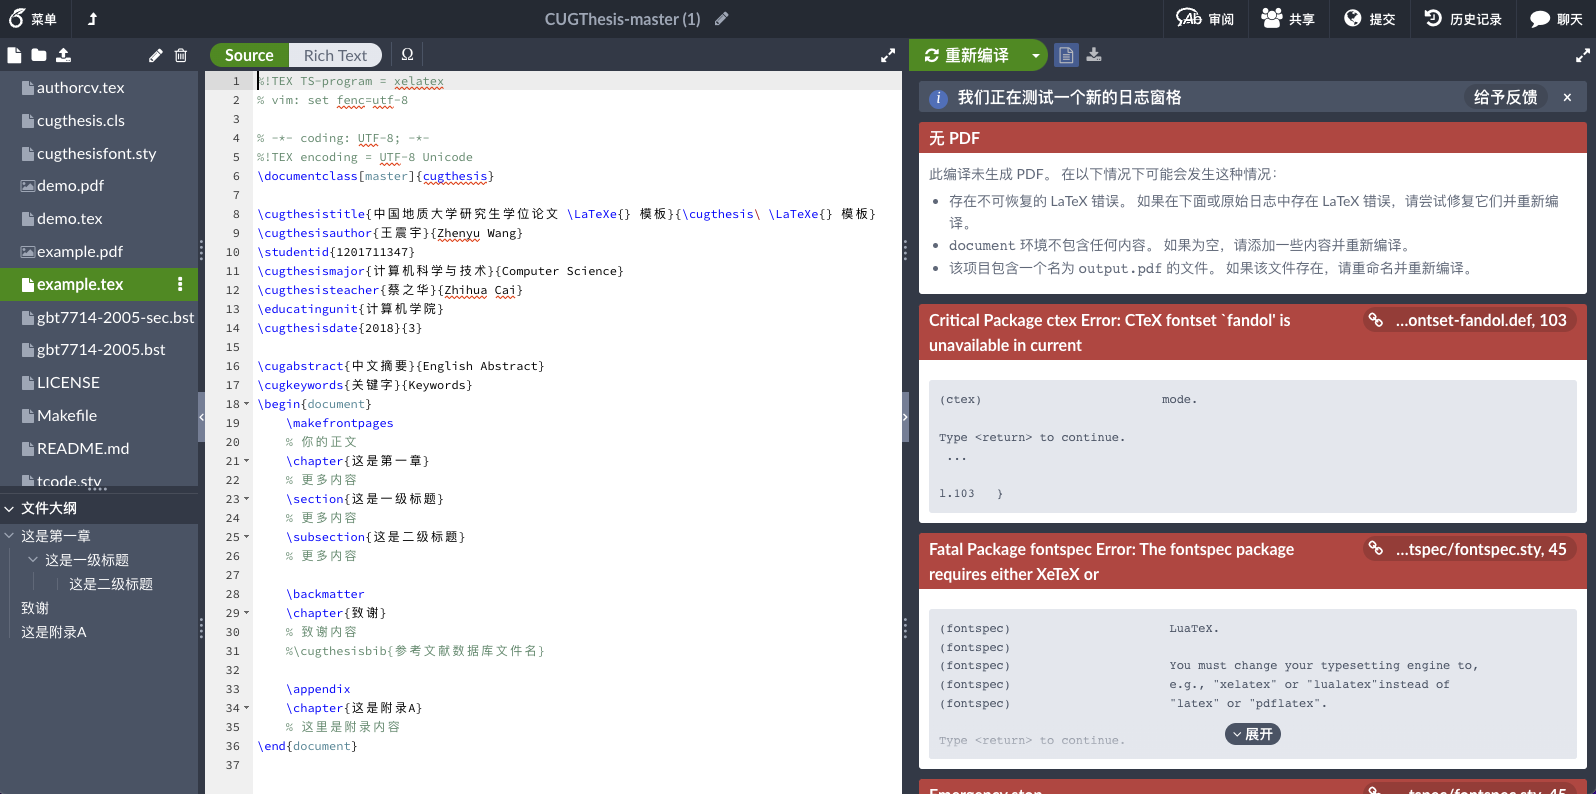 菜单
CUGThesis-master (1)
审阅
共享
提交
历史记录
聊天
Source
Rich Text
Ω
重新编译
authorcv.tex
cugthesis.cls
cugthesisfont.sty
demo.pdf
demo.tex
example.pdf
example.tex
gbt7714-2005-sec.bst
gbt7714-2005.bst
LICENSE
Makefile
README.md
tcode.sty
文件大纲
这是第一章
这是一级标题
这是二级标题
致谢
这是附录A
1 %!TEX TS-program = xelatex
2 % vim: set fenc=utf-8
3
4 % -*- coding: UTF-8; -*-
5 %!TEX encoding = UTF-8 Unicode
6 \documentclass[master]{cugthesis}
7
8 \cugthesistitle{中国地质大学研究生学位论文 \LaTeXe{} 模板}{\cugthesis\ \LaTeXe{} 模板}
9 \cugthesisauthor{王震宇}{Zhenyu Wang}
10 \studentid{1201711347}
11 \cugthesismajor{计算机科学与技术}{Computer Science}
12 \cugthesisteacher{蔡之华}{Zhihua Cai}
13 \educatingunit{计算机学院}
14 \cugthesisdate{2018}{3}
15
16 \cugabstract{中文摘要}{English Abstract}
17 \cugkeywords{关键字}{Keywords}
18 \begin{document}
19 \makefrontpages
20 % 你的正文
21 \chapter{这是第一章}
22 % 更多内容
23 \section{这是一级标题}
24 % 更多内容
25 \subsection{这是二级标题}
26 % 更多内容
27
28 \backmatter
29 \chapter{致谢}
30 % 致谢内容
31 %\cugthesisbib{参考文献数据库文件名}
32
33 \appendix
34 \chapter{这是附录A}
35 % 这里是附录内容
36 \end{document}
37
我们正在测试一个新的日志窗格
给予反馈 ×
无 PDF
此编译未生成 PDF。 在以下情况下可能会发生这种情况：
• 存在不可恢复的 LaTeX 错误。 如果在下面或原始日志中存在 LaTeX 错误，请尝试修复它们并重新编
译。
• document 环境不包含任何内容。 如果为空，请添加一些内容并重新编译。
• 该项目包含一个名为 output.pdf 的文件。 如果该文件存在，请重命名并重新编译。
Critical Package ctex Error: CTeX fontset `fandol' is
unavailable in current
...ontset-fandol.def, 103
(ctex) mode.
Type <return> to continue.
...
l.103 }
Fatal Package fontspec Error: The fontspec package
requires either XeTeX or
...tspec/fontspec.sty, 45
(fontspec) LuaTeX.
(fontspec)
(fontspec) You must change your typesetting engine to,
(fontspec) e.g., "xelatex" or "lualatex"instead of
(fontspec) "latex" or "pdflatex".
展开
Type <return> to continue.
Emergency stop
...tspec/fontspec.sty, 45